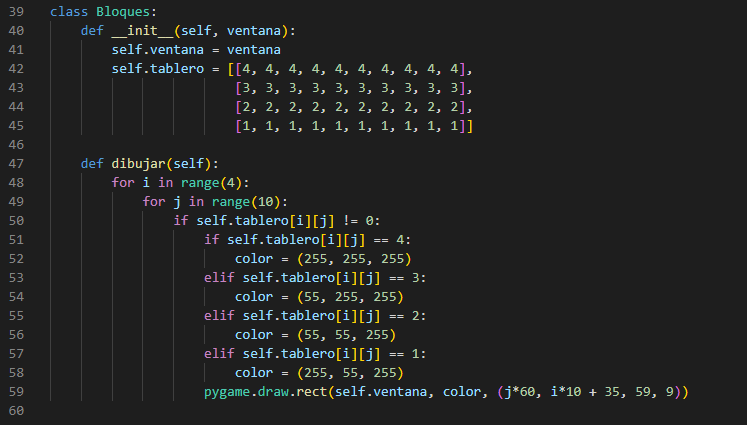 39 class Bloques:
40     def __init__(self, ventana):
41         self.ventana = ventana
42         self.tablero = [[4, 4, 4, 4, 4, 4, 4, 4, 4, 4],
43                         [3, 3, 3, 3, 3, 3, 3, 3, 3, 3],
44                         [2, 2, 2, 2, 2, 2, 2, 2, 2, 2],
45                         [1, 1, 1, 1, 1, 1, 1, 1, 1, 1]]
46
47     def dibujar(self):
48         for i in range(4):
49             for j in range(10):
50                 if self.tablero[i][j] != 0:
51                     if self.tablero[i][j] == 4:
52                         color = (255, 255, 255)
53                     elif self.tablero[i][j] == 3:
54                         color = (55, 255, 255)
55                     elif self.tablero[i][j] == 2:
56                         color = (55, 55, 255)
57                     elif self.tablero[i][j] == 1:
58                         color = (255, 55, 255)
59                     pygame.draw.rect(self.ventana, color, (j*60, i*10 + 35, 59, 9))
60